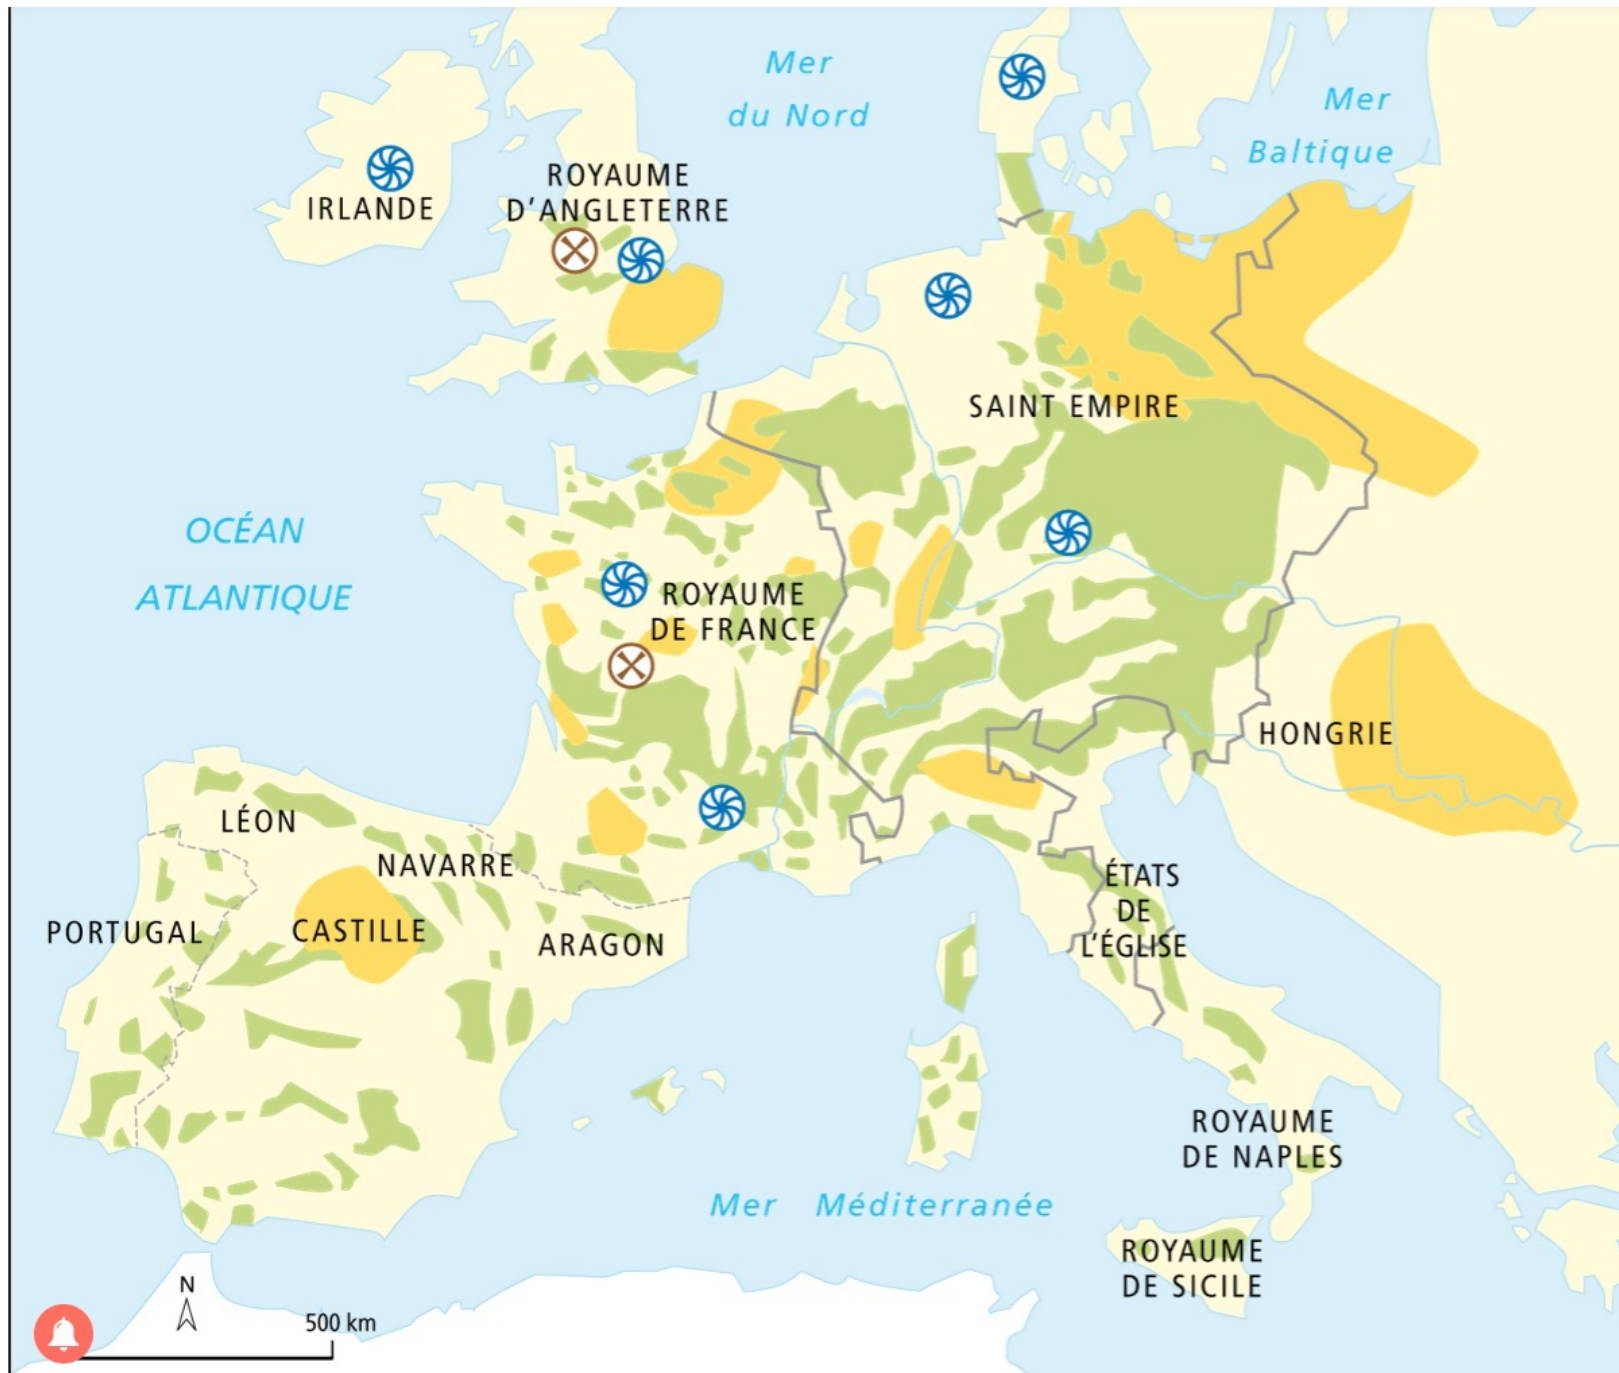 Mer
du Nord
Mer
Baltique
IRLANDE
ROYAUME
D'ANGLETERRE
SAINT EMPIRE
OCÉAN
ATLANTIQUE
ROYAUME
DE FRANCE
HONGRIE
LÉON
NAVARRE
PORTUGAL
CASTILLE
ARAGON
ÉTATS
DE
L'ÉGLISE
ROYAUME
DE NAPLES
Mer Méditerranée
ROYAUME
DE SICILE
N
500 km